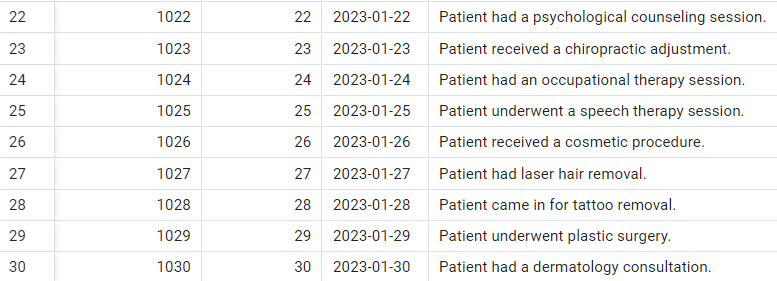 22 1022 22 2023-01-22 Patient had a psychological counseling session.
23 1023 23 2023-01-23 Patient received a chiropractic adjustment.
24 1024 24 2023-01-24 Patient had an occupational therapy session.
25 1025 25 2023-01-25 Patient underwent a speech therapy session.
26 1026 26 2023-01-26 Patient received a cosmetic procedure.
27 1027 27 2023-01-27 Patient had laser hair removal.
28 1028 28 2023-01-28 Patient came in for tattoo removal.
29 1029 29 2023-01-29 Patient underwent plastic surgery.
30 1030 30 2023-01-30 Patient had a dermatology consultation.